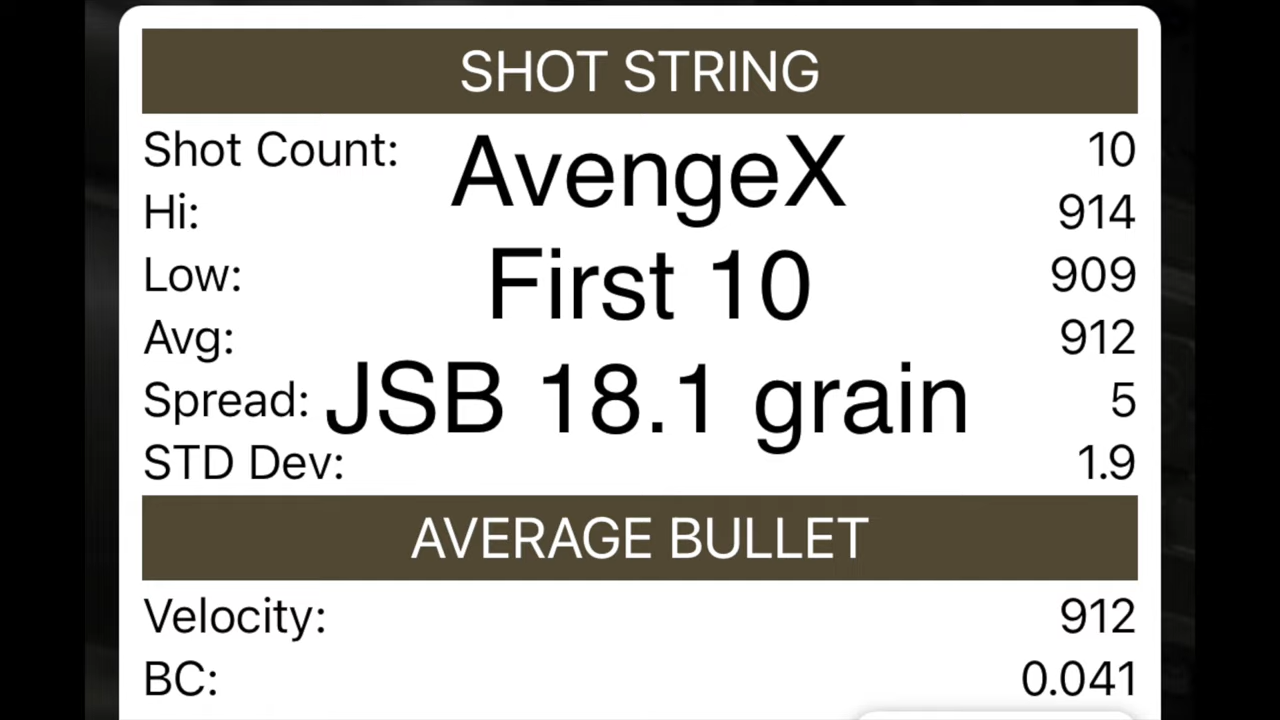 SHOT STRING
Shot Count: 10
AvengeX
Hi: 914
First 10
Low: 909
Avg: 912
JSB 18.1 grain
Spread: 5
STD Dev: 1.9
AVERAGE BULLET
Velocity: 912
BC: 0.041